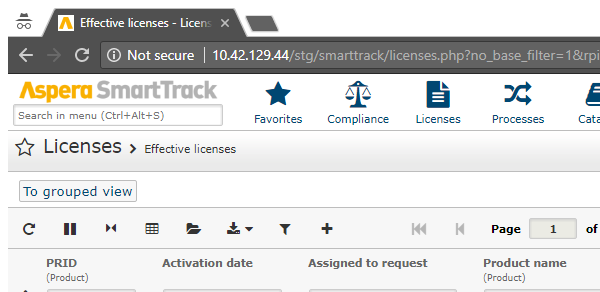 Effective licenses - Licens
Not secure 10.42.129.44/stg/smarttrack/licenses.php?no_base_filter=1&rpi
Aspera SmartTrack
Search in menu (Ctrl+Alt+S)
Favorites Compliance Licenses Processes Cata
Licenses > Effective licenses
To grouped view
Page 1 of
PRID Activation date Assigned to request Product name
(Product) (Product)